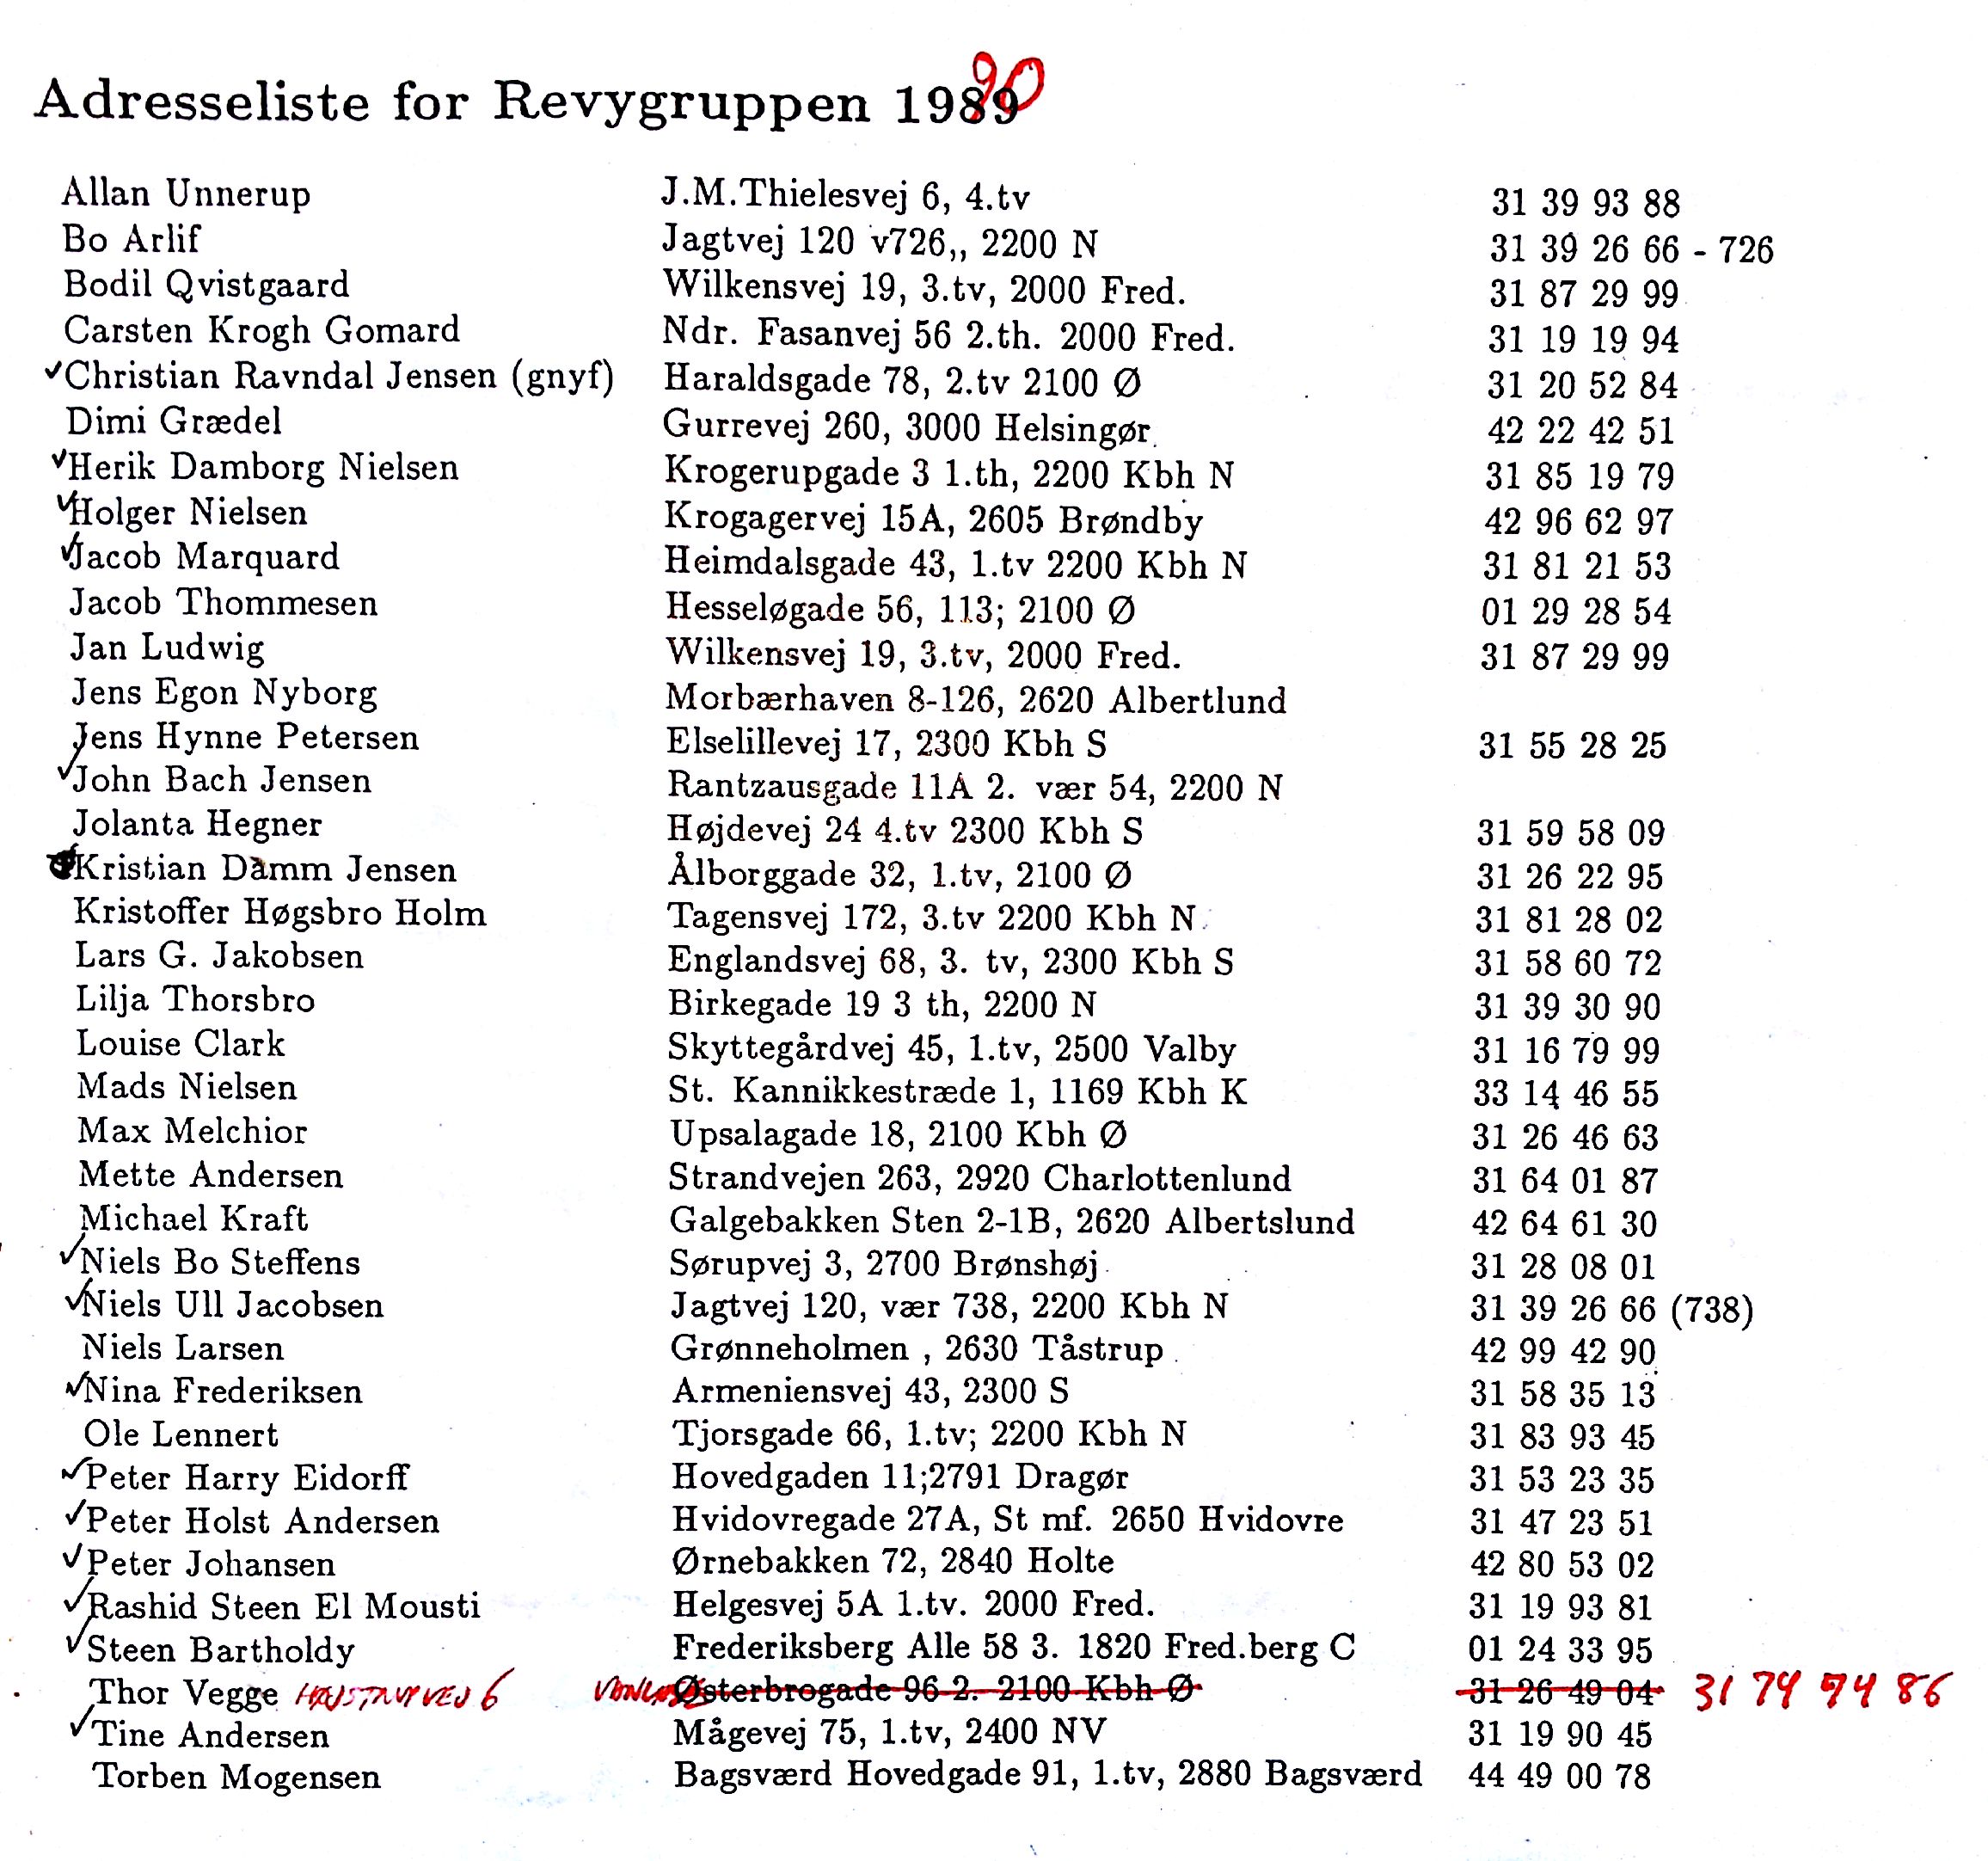 Adresseliste for Revygruppen 1989 90
Allan Unnerup J.M.Thielesvej 6, 4.tv 31 39 93 88
Bo Arlif Jagtvej 120 v726,, 2200 N 31 39 26 66 - 726
Bodil Qvistgaard Wilkensvej 19, 3.tv, 2000 Fred. 31 87 29 99
Carsten Krogh Gomard Ndr. Fasanvej 56 2.th. 2000 Fred. 31 19 19 94
✓Christian Ravndal Jensen (gnyf) Haraldsgade 78, 2.tv 2100 Ø 31 20 52 84
Dimi Grædel Gurrevej 260, 3000 Helsingør 42 22 42 51
✓Herik Damborg Nielsen Krogerupgade 3 1.th, 2200 Kbh N 31 85 19 79
✓Holger Nielsen Krogagervej 15A, 2605 Brøndby 42 96 62 97
✓Jacob Marquard Heimdalsgade 43, 1.tv 2200 Kbh N 31 81 21 53
Jacob Thommesen Hesseløgade 56, 113; 2100 Ø 01 29 28 54
Jan Ludwig Wilkensvej 19, 3.tv, 2000 Fred. 31 87 29 99
Jens Egon Nyborg Morbærhaven 8-126, 2620 Albertlund
Jens Hynne Petersen Elselillevej 17, 2300 Kbh S 31 55 28 25
✓John Bach Jensen Rantzausgade 11A 2. vær 54, 2200 N
Jolanta Hegner Højdevej 24 4.tv 2300 Kbh S 31 59 58 09
Kristian Damm Jensen Ålborggade 32, 1.tv, 2100 Ø 31 26 22 95
Kristoffer Høgsbro Holm Tagensvej 172, 3.tv 2200 Kbh N 31 81 28 02
Lars G. Jakobsen Englandsvej 68, 3. tv, 2300 Kbh S 31 58 60 72
Lilja Thorsbro Birkegade 19 3 th, 2200 N 31 39 30 90
Louise Clark Skyttegårdvej 45, 1.tv, 2500 Valby 31 16 79 99
Mads Nielsen St. Kannikkestræde 1, 1169 Kbh K 33 14 46 55
Max Melchior Upsalagade 18, 2100 Kbh Ø 31 26 46 63
Mette Andersen Strandvejen 263, 2920 Charlottenlund 31 64 01 87
Michael Kraft Galgebakken Sten 2-1B, 2620 Albertslund 42 64 61 30
✓Niels Bo Steffens Sørupvej 3, 2700 Brønshøj 31 28 08 01
✓Niels Ull Jacobsen Jagtvej 120, vær 738, 2200 Kbh N 31 39 26 66 (738)
Niels Larsen Grønneholmen , 2630 Tåstrup 42 99 42 90
✓Nina Frederiksen Armeniensvej 43, 2300 S 31 58 35 13
Ole Lennert Tjorsgade 66, 1.tv; 2200 Kbh N 31 83 93 45
✓Peter Harry Eidorff Hovedgaden 11;2791 Dragør 31 53 23 35
✓Peter Holst Andersen Hvidovregade 27A, St mf. 2650 Hvidovre 31 47 23 51
✓Peter Johansen Ørnebakken 72, 2840 Holte 42 80 53 02
✓Rashid Steen El Mousti Helgesvej 5A 1.tv. 2000 Fred. 31 19 93 81
✓Steen Bartholdy Frederiksberg Alle 58 3. 1820 Fred.berg C 01 24 33 95
Thor Vegge 6 Østerbrogade 96 2. 2100 Kbh Ø 31 26 49 04 31 74 74 86
✓Tine Andersen Mågevej 75, 1.tv, 2400 NV 31 19 90 45
Torben Mogensen Bagsværd Hovedgade 91, 1.tv, 2880 Bagsværd 44 49 00 78